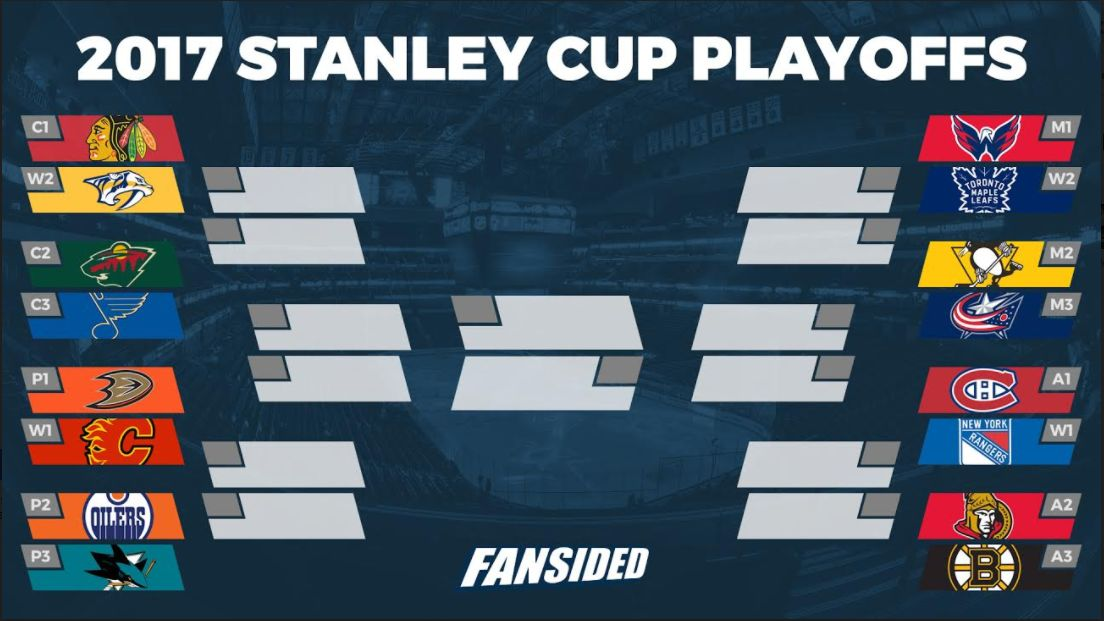 2017 STANLEY CUP PLAYOFFS
C1
M1
W2
W2
TORONTO
MAPLE
LEAFS
C2
M2
C3
M3
P1
A1
W1
W1
NEW YORK
RANGERS
P2
OILERS
A2
P3
A3
B
FANSIDED